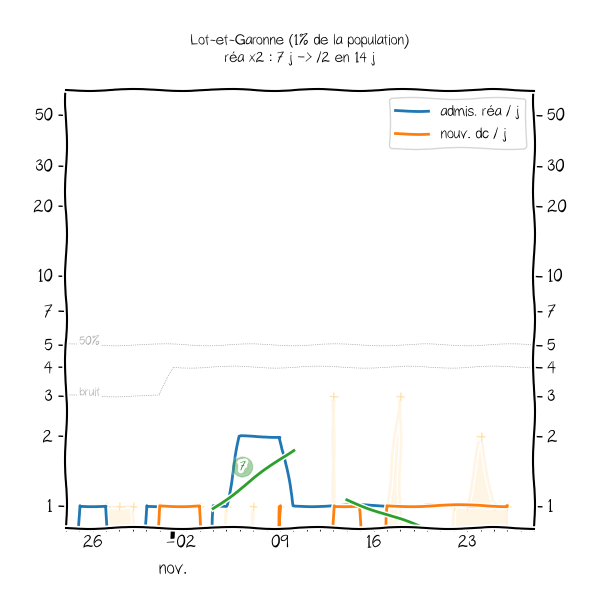 Lot-et-Garonne (1% de la population)
réa x2 : 7 j -> /2 en 14 j
admis. réa / j
nouv. dc / j
50 50
30 30
20 20
10 10
7 7
5 50% 5
4 4
3 bruit 3
2 2
7
1 1
26 02 09 16 23
nov.